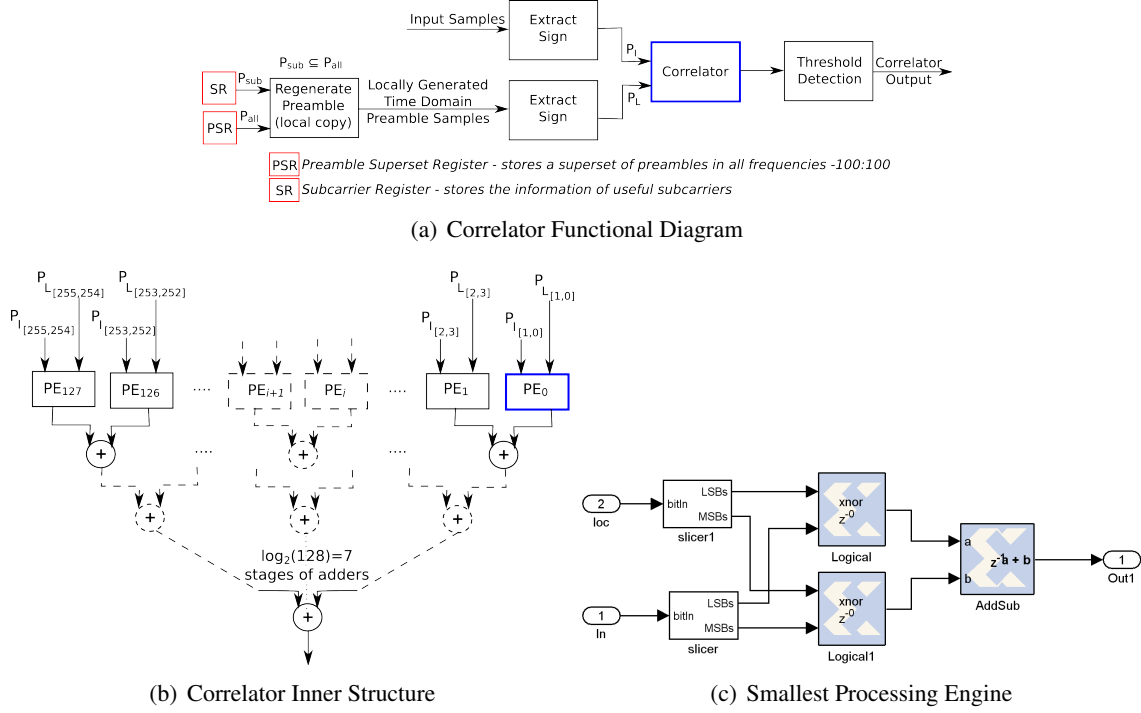 Input Samples
Extract
Sign
P_I
P_sub ⊆ P_all
SR
P_sub
PSR
P_all
Regenerate
Preamble
(local copy)
Locally Generated
Time Domain
Preamble Samples
Extract
Sign
P_L
Correlator
Threshold
Detection
Correlator
Output
PSR Preamble Superset Register - stores a superset of preambles in all frequencies -100:100
SR Subcarrier Register - stores the information of useful subcarriers
(a) Correlator Functional Diagram
P_L[255,254]
P_L[253,252]
P_L[2,3]
P_L[1,0]
P_I[255,254]
P_I[253,252]
P_I[2,3]
P_I[1,0]
PE_127
PE_126
....
PE_i+1
PE_i
....
PE_1
PE_0
+
....
+
....
+
+
+
+
log_2(128)=7
stages of adders
+
(b) Correlator Inner Structure
2
loc
bitIn
LSBs
MSBs
slicer1
1
In
bitIn
LSBs
MSBs
slicer
xnor
z^-0
Logical
xnor
z^-0
Logical1
a
b
z^-1 a + b
AddSub
1
Out1
(c) Smallest Processing Engine